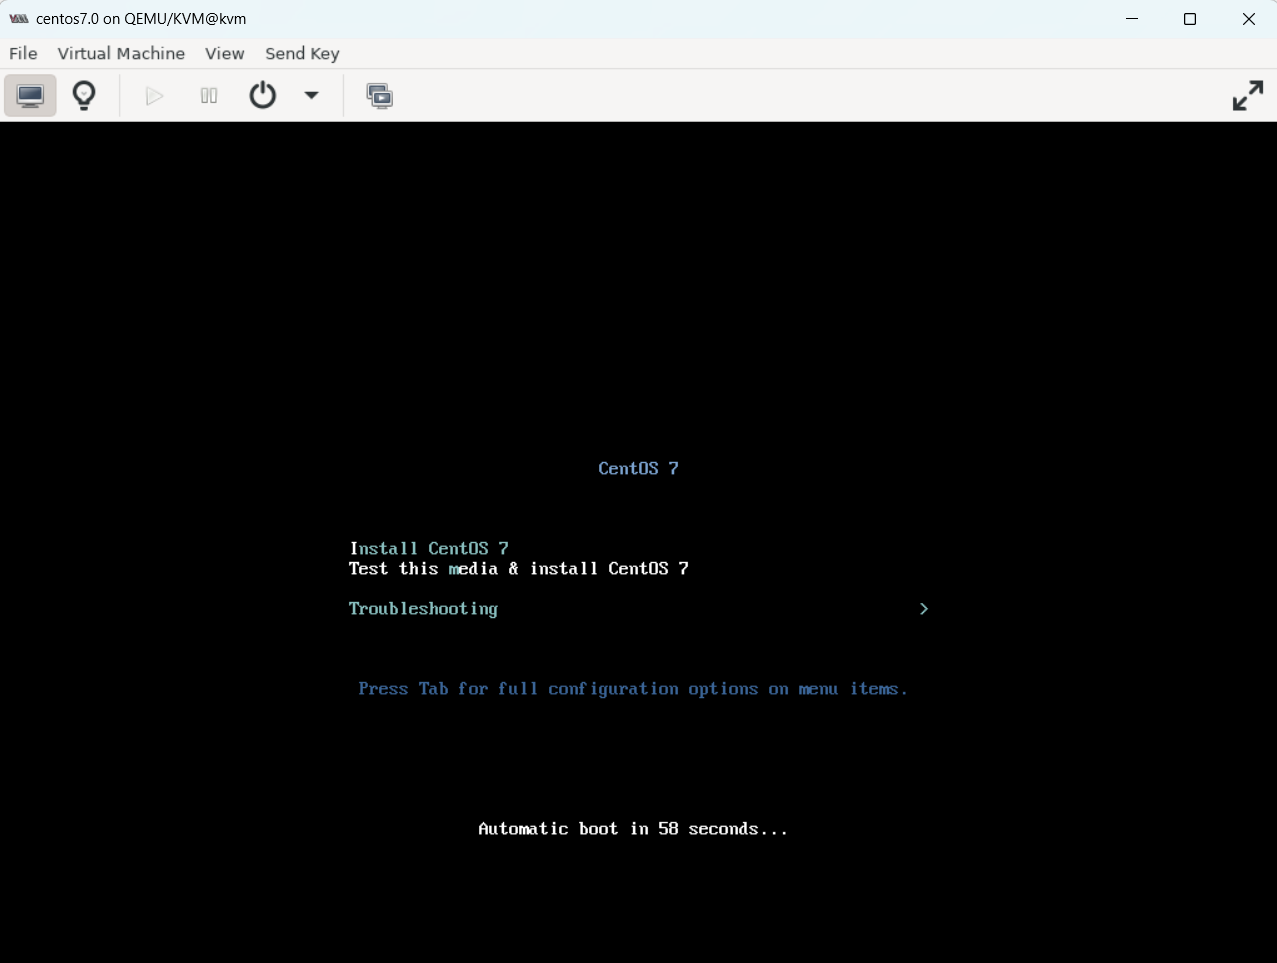 centos7.0 on QEMU/KVM@kvm
File Virtual Machine View Send Key
CentOS 7
Install CentOS 7
Test this media & install CentOS 7
Troubleshooting >
Press Tab for full configuration options on menu items.
Automatic boot in 58 seconds...